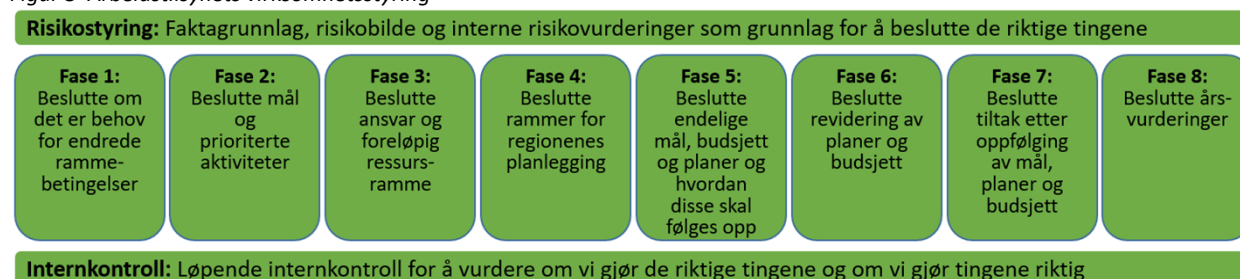 Risikostyring: Faktagrunnlag, risikobilde og interne risikovurderinger som grunnlag for å beslutte de riktige tingene
Fase 1:
Beslutte om
det er behov
for endrede
ramme-
betingelser
Fase 2:
Beslutte mål
og
prioriterte
aktiviteter
Fase 3:
Beslutte
ansvar og
foreløpig
ressurs-
ramme
Fase 4:
Beslutte
rammer for
regionenes
planlegging
Fase 5:
Beslutte
endelige
mål, budsjett
og planer og
hvordan
disse skal
følges opp
Fase 6:
Beslutte
revidering av
planer og
budsjett
Fase 7:
Beslutte
tiltak etter
oppfølging
av mål,
planer og
budsjett
Fase 8:
Beslutte års-
vurderinger
Internkontroll: Løpende internkontroll for å vurdere om vi gjør de riktige tingene og om vi gjør tingene riktig